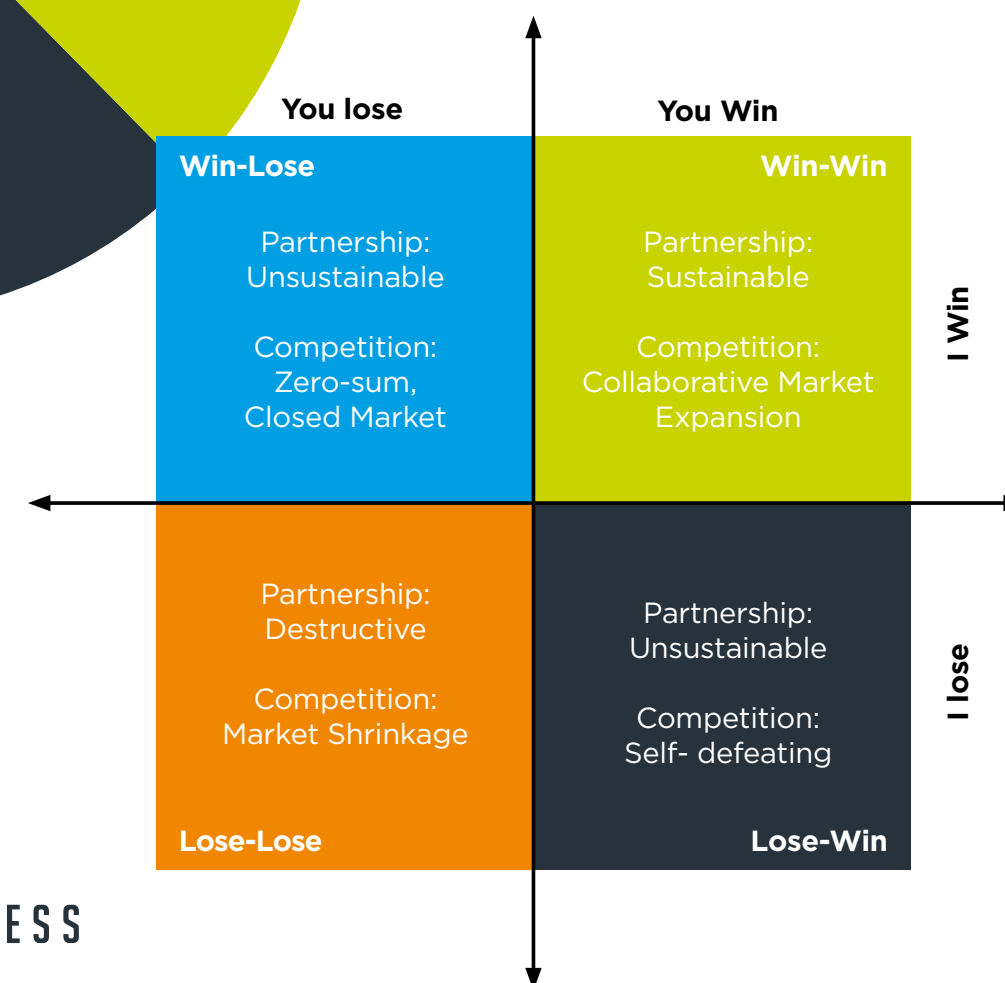 You lose
You Win
Win-Lose
Partnership:
Unsustainable
Competition:
Zero-sum,
Closed Market
Win-Win
Partnership:
Sustainable
Competition:
Collaborative Market
Expansion
I Win
Partnership:
Destructive
Competition:
Market Shrinkage
Lose-Lose
Partnership:
Unsustainable
Competition:
Self- defeating
Lose-Win
I lose
ESS